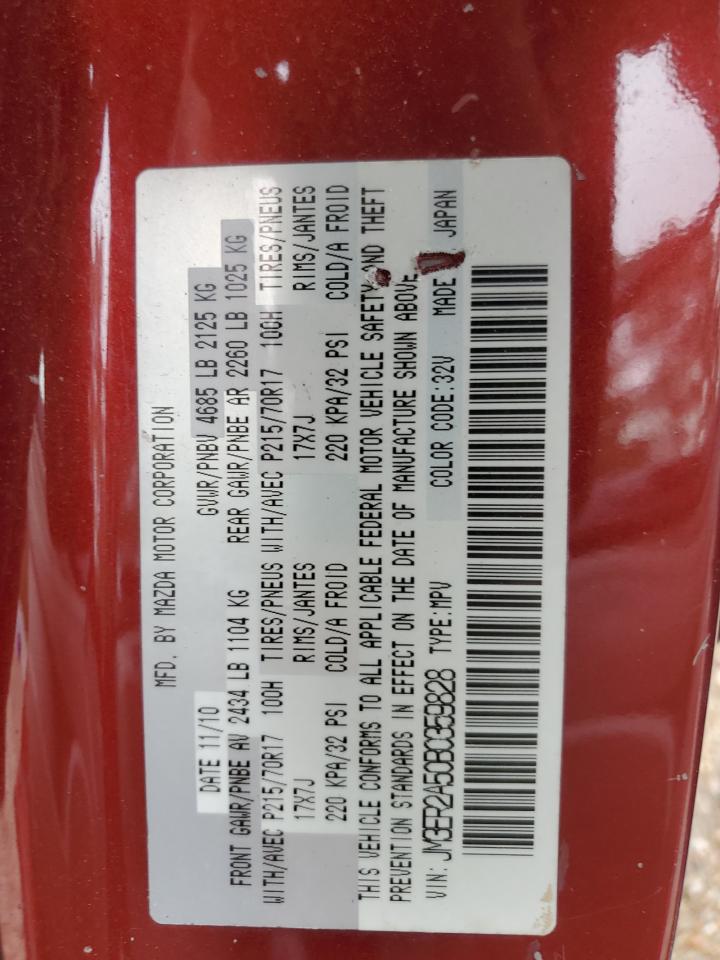 MFD. BY MAZDA MOTOR CORPORATION
DATE 11/10 GVWR/PNBV 4685 LB 2125 KG
FRONT GAWR/PNBE AV 2434 LB 1104 KG REAR GAWR/PNBE AR 2260 LB 1025 KG
WITH/AVEC P215/70R17 100H TIRES/PNEUS WITH/AVEC P215/70R17 100H TIRES/PNEUS
17X7J RIMS/JANTES 17X7J RIMS/JANTES
220 KPA/32 PSI COLD/A FROID 220 KPA/32 PSI COLD/A FROID
THIS VEHICLE CONFORMS TO ALL APPLICABLE FEDERAL MOTOR VEHICLE SAFETY AND THEFT
PREVENTION STANDARDS IN EFFECT ON THE DATE OF MANUFACTURE SHOWN ABOVE
VIN: JM3ER2A50B0359828 TYPE:MPV COLOR CODE:32V MADE JAPAN